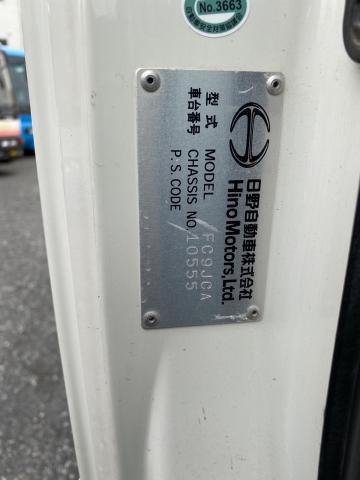 No.3663
日野自動車株式会社
Hino Motors, Ltd.
型式 MODEL FC9JCA
車台番号 CHASSIS NO. 10555
P.S. CODE